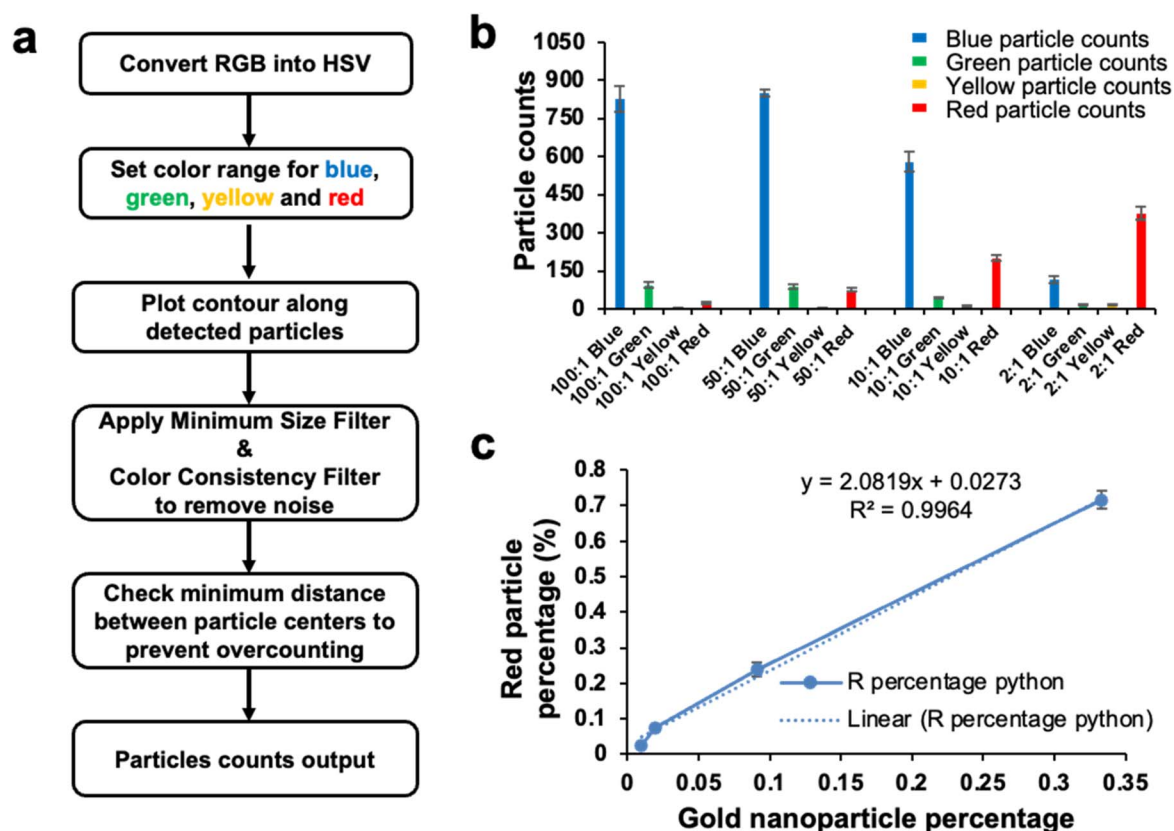 a
Convert RGB into HSV
Set color range for blue,
green, yellow and red
Plot contour along
detected particles
Apply Minimum Size Filter
&
Color Consistency Filter
to remove noise
Check minimum distance
between particle centers to
prevent overcounting
Particles counts output
b
Particle counts
1050
900
750
600
450
300
150
0
Blue particle counts
Green particle counts
Yellow particle counts
Red particle counts
100:1 Blue
100:1 Green
100:1 Yellow
100:1 Red
50:1 Blue
50:1 Green
50:1 Yellow
50:1 Red
10:1 Blue
10:1 Green
10:1 Yellow
10:1 Red
2:1 Blue
2:1 Green
2:1 Yellow
2:1 Red
c
Red particle
percentage (%)
0.8
0.7
0.6
0.5
0.4
0.3
0.2
0.1
0
y = 2.0819x + 0.0273
R² = 0.9964
R percentage python
Linear (R percentage python)
0 0.05 0.1 0.15 0.2 0.25 0.3 0.35
Gold nanoparticle percentage